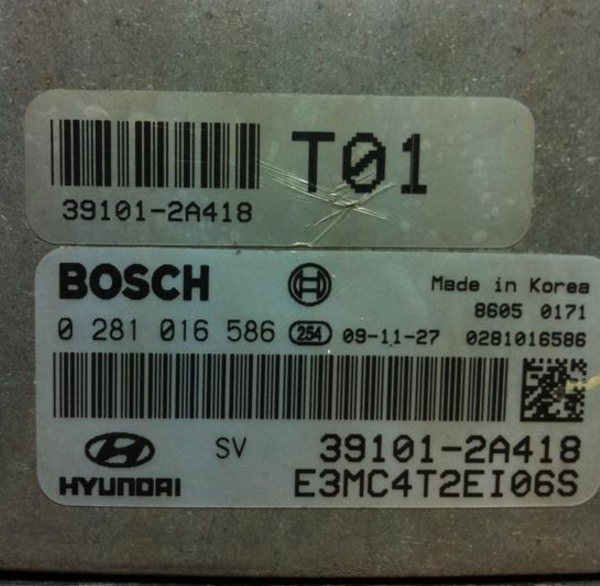 T01
39101-2A418
BOSCH
Made in Korea
8605 0171
0 281 016 586 254 09-11-27 0281016586
SV 39101-2A418
HYUNDAI E3MC4T2EI06S